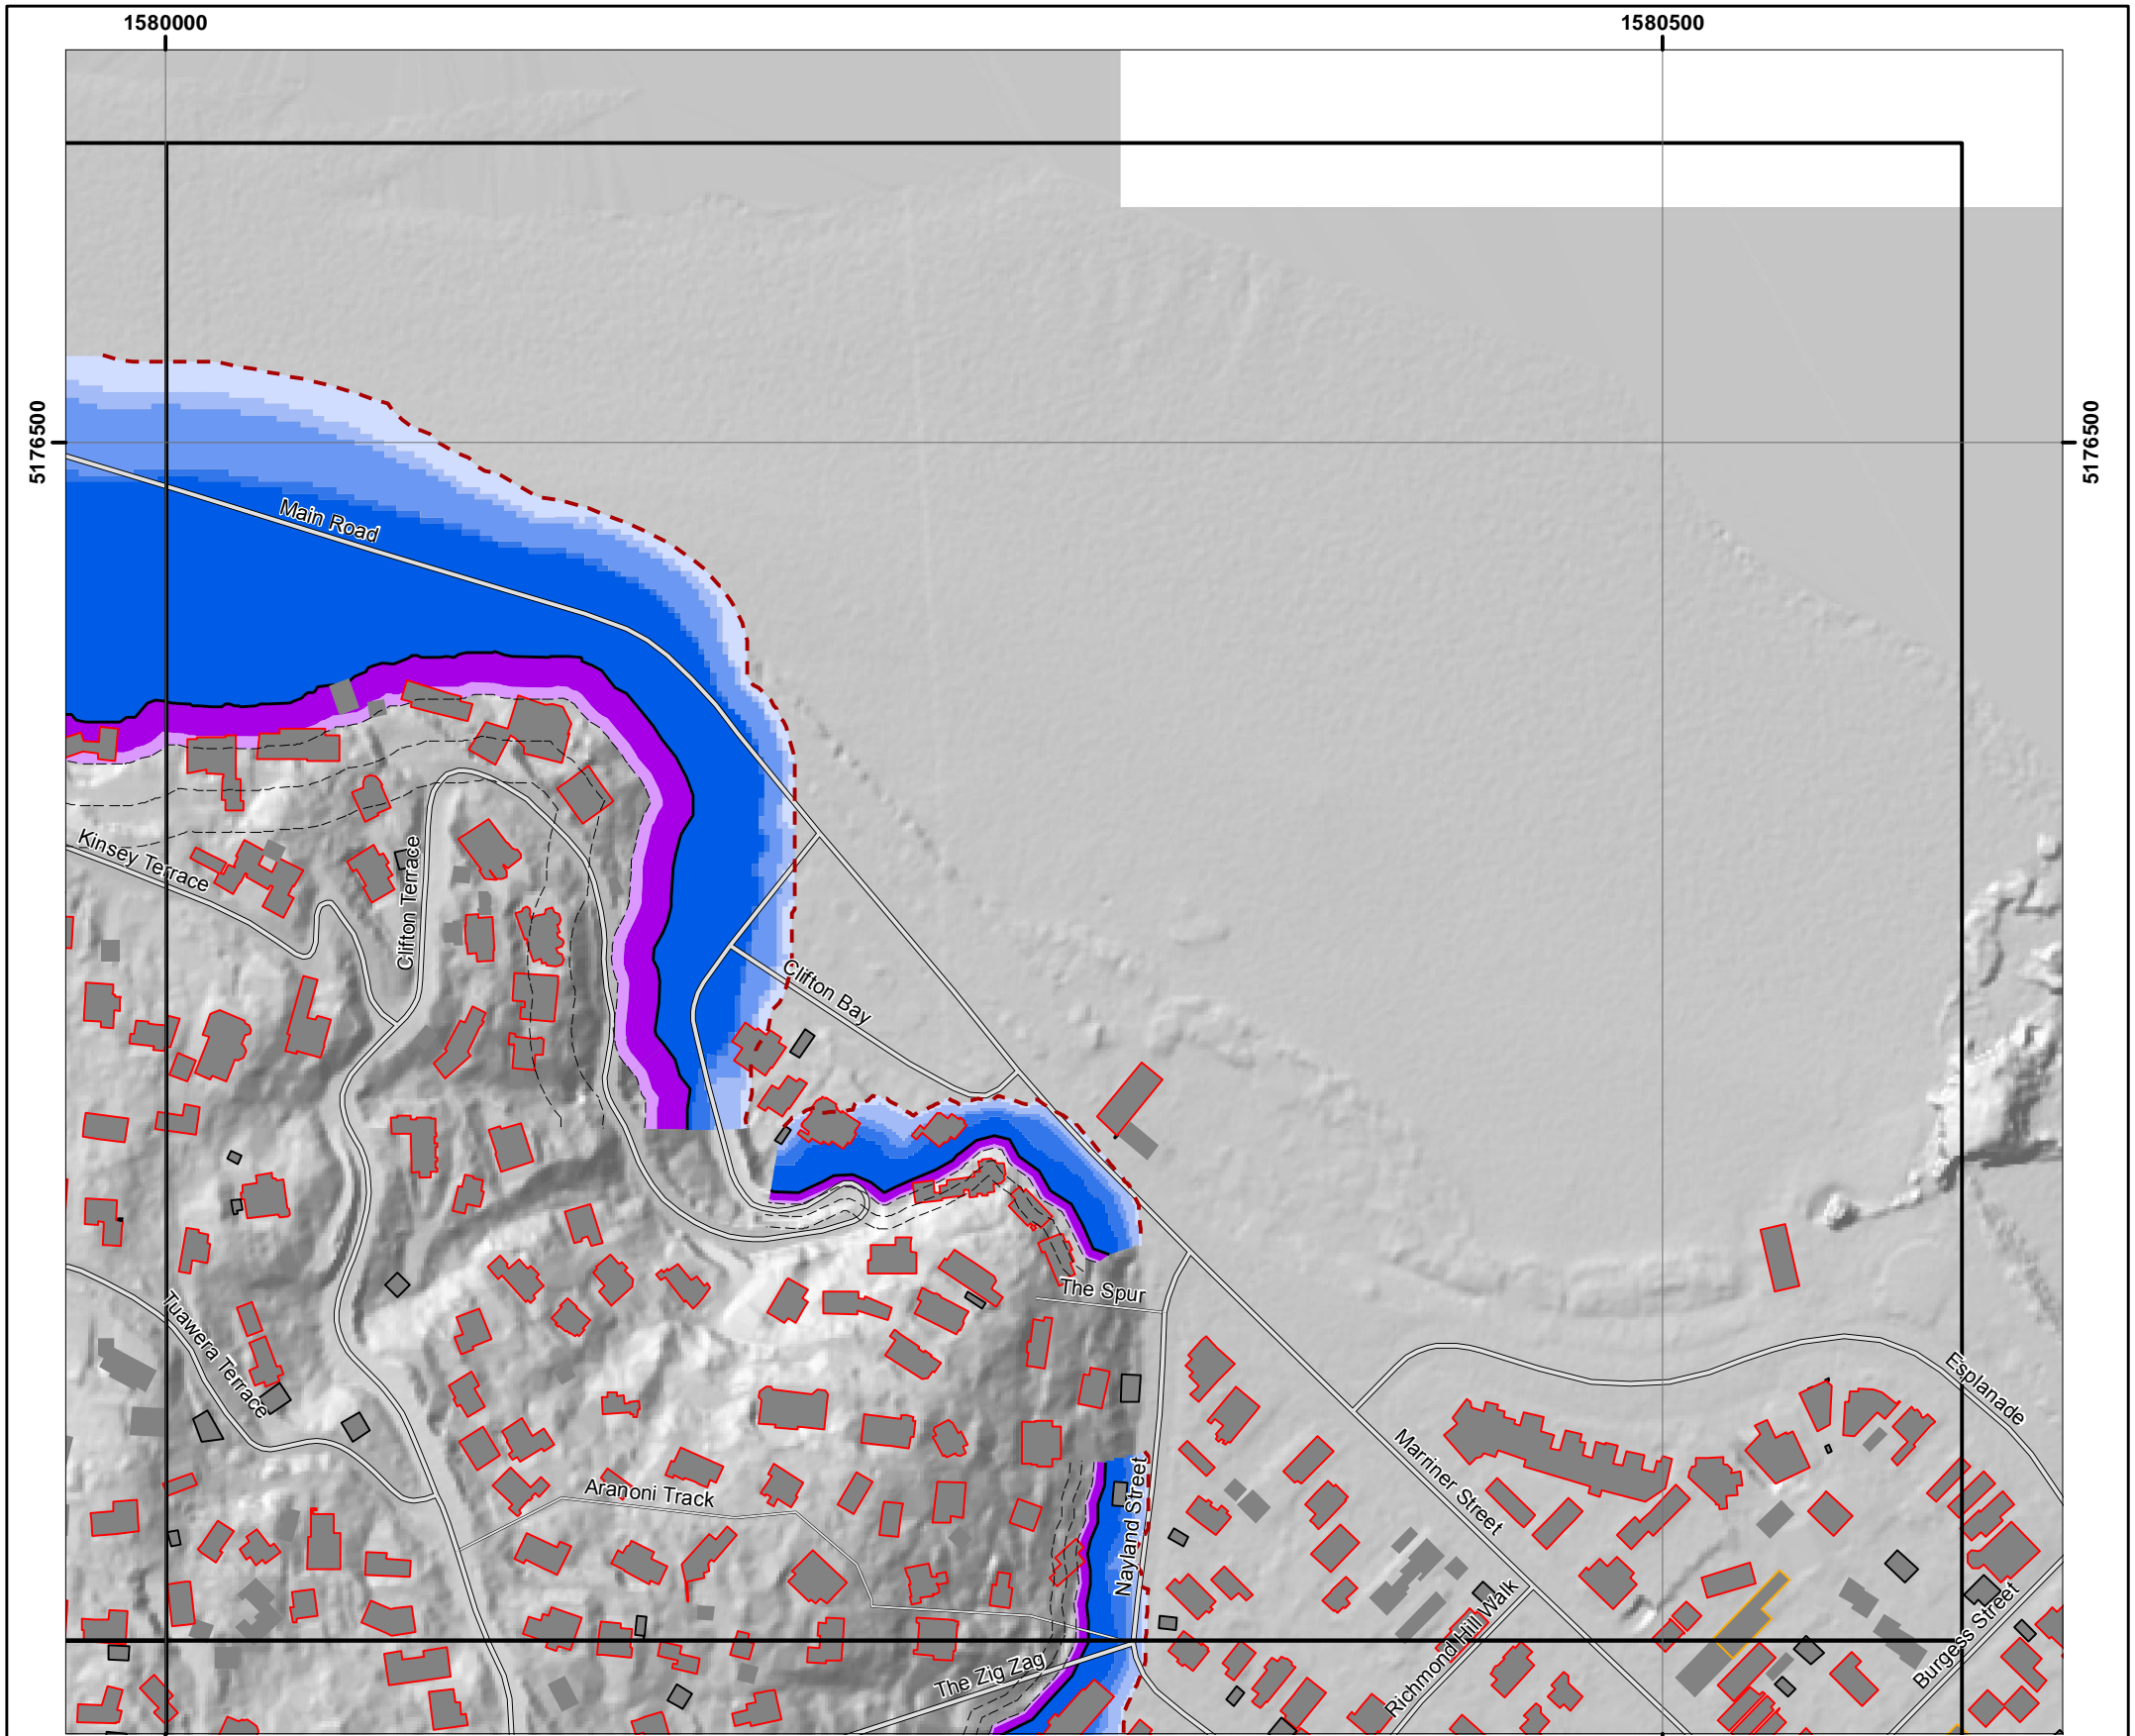 1580000
1580500
5176500
5176500
Main Road
Kinsey Terrace
Clifton Terrace
Clifton Bay
The Spur
Tuawera Terrace
Esplanade
Marriner Street
Aranoni Track
Nayland Street
Richmond Hill Walk
Burgess Street
The Zig Zag